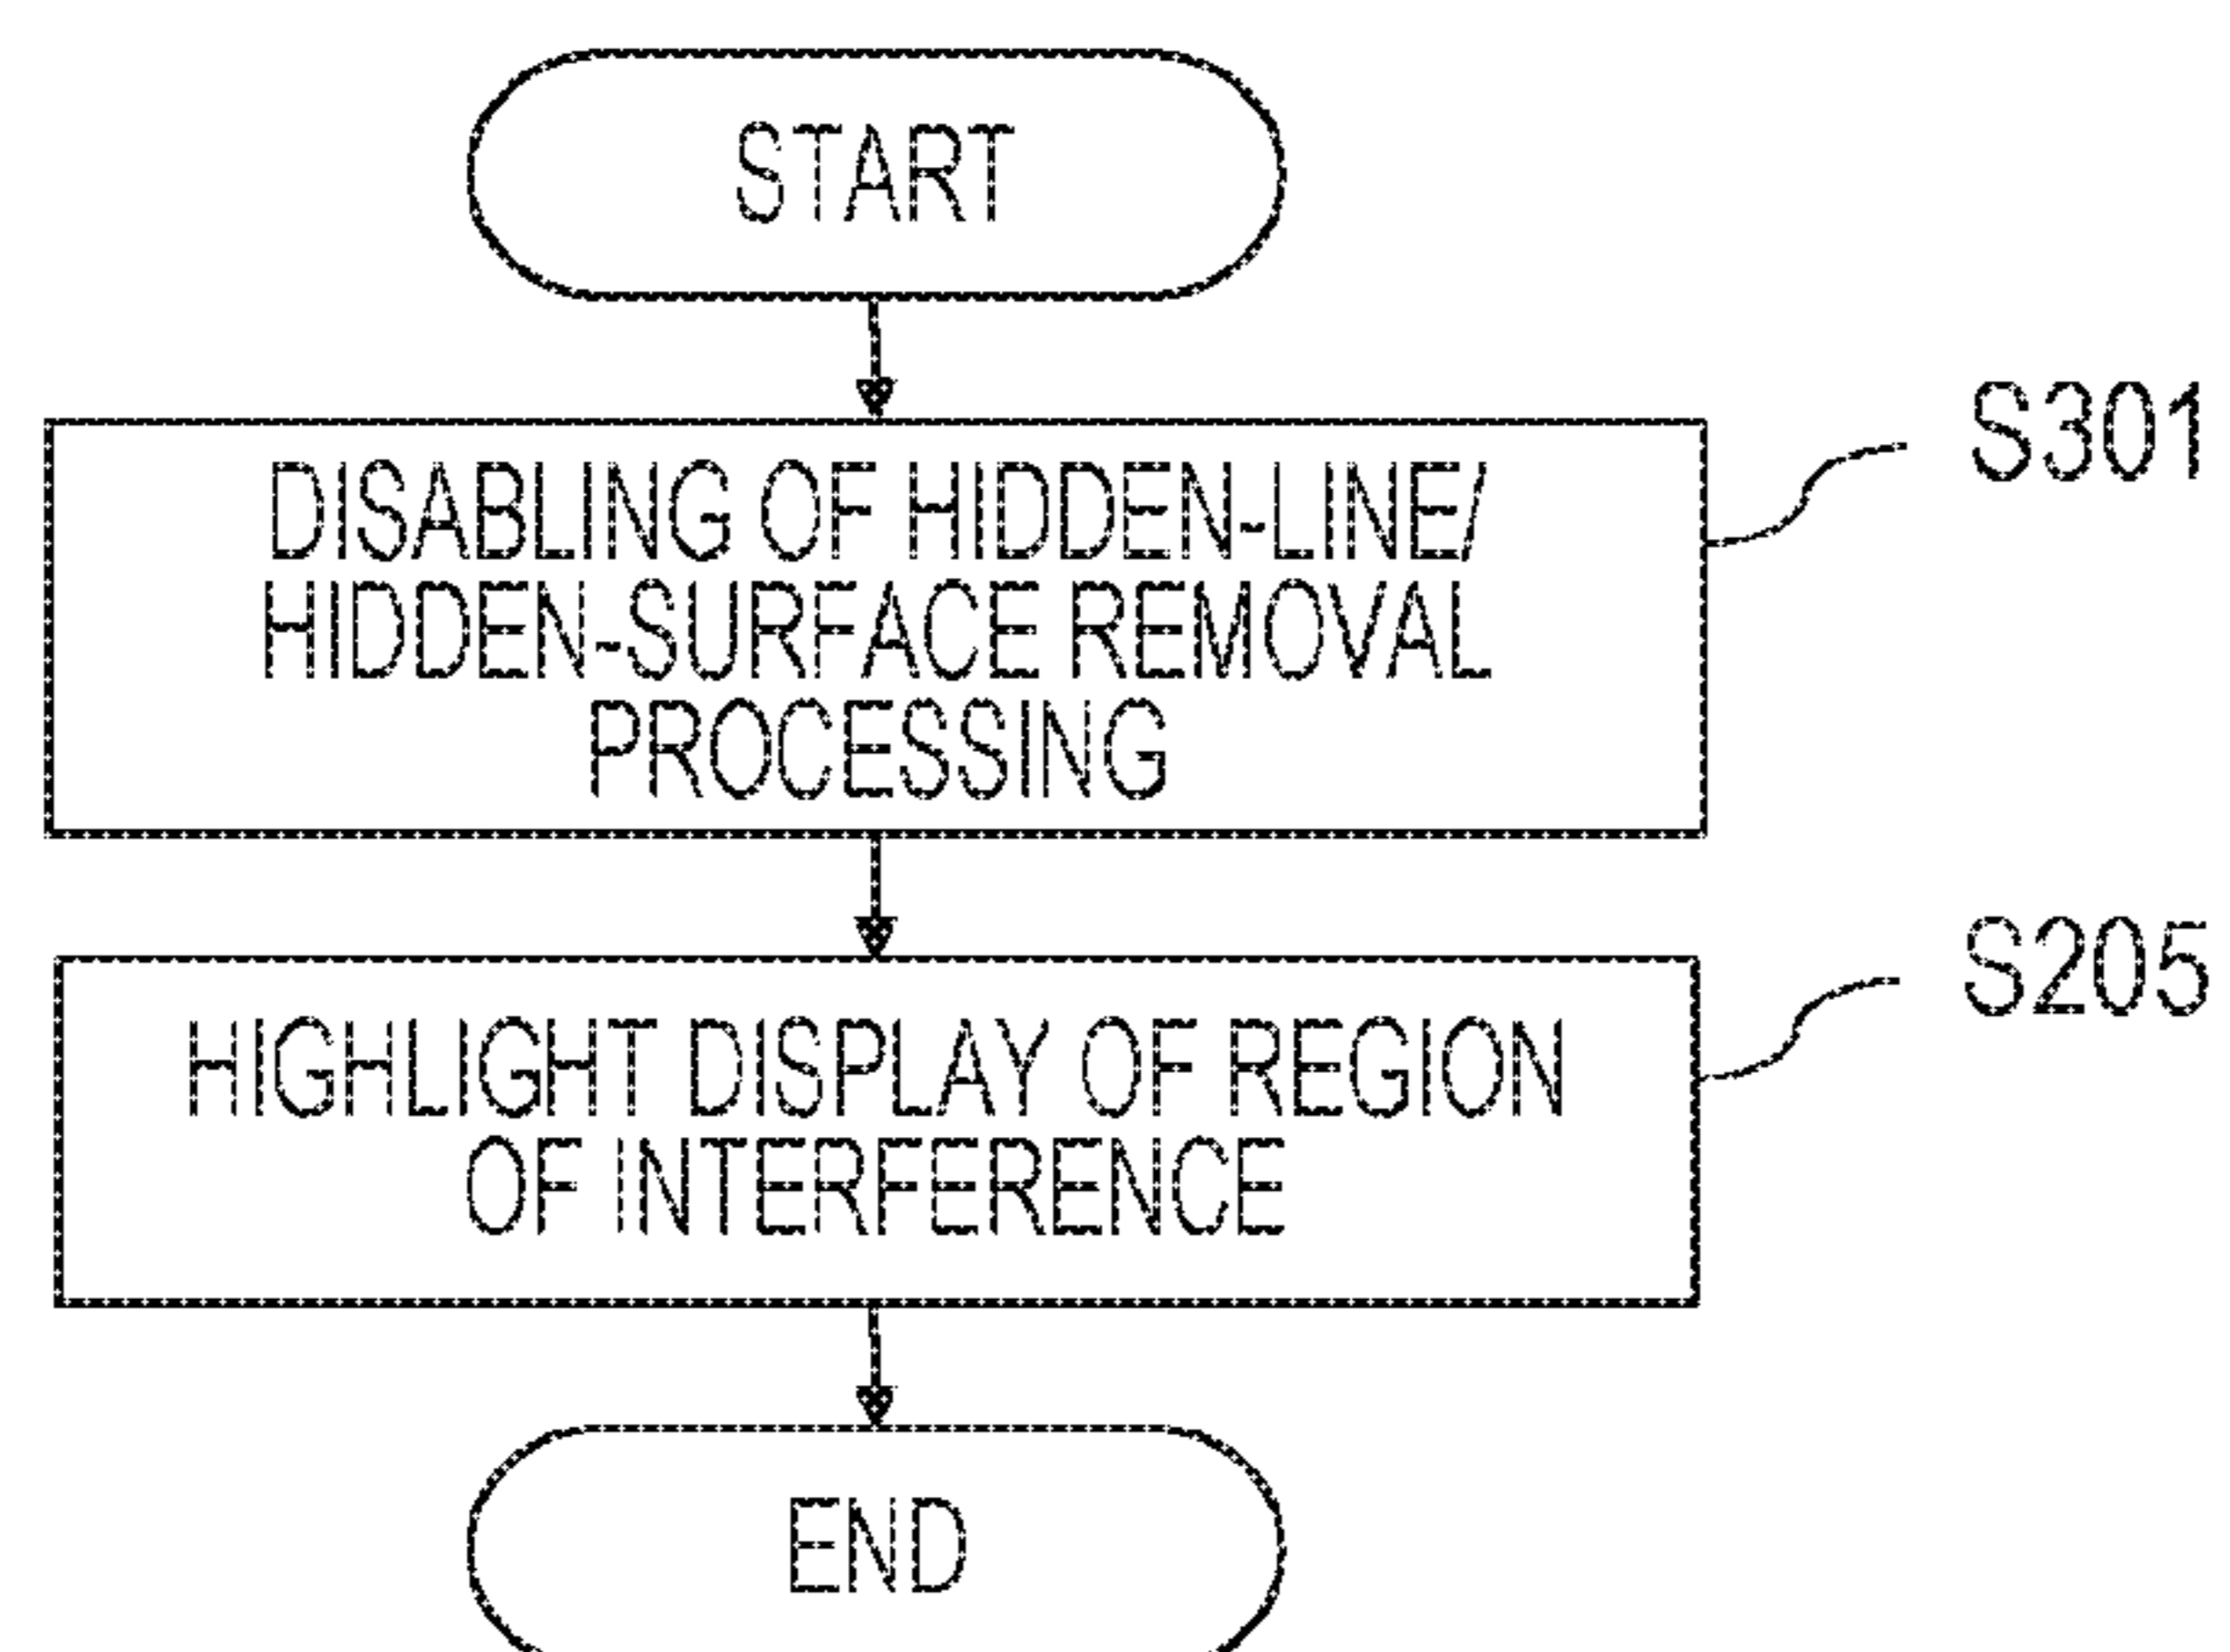 START
S301
DISABLING OF HIDDEN-LINE/
HIDDEN-SURFACE REMOVAL
PROCESSING
S205
HIGHLIGHT DISPLAY OF REGION
OF INTERFERENCE
END